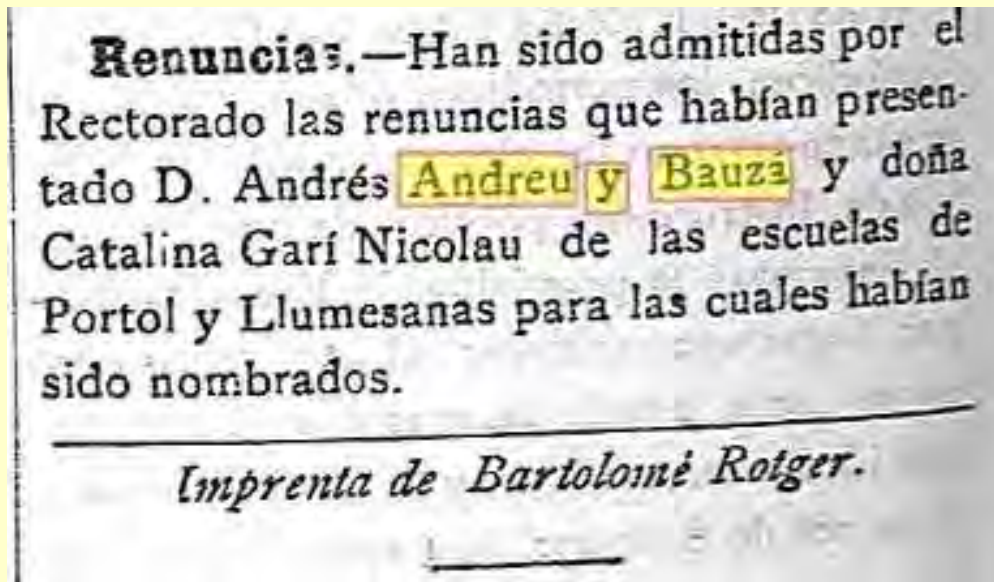 Renuncias.—Han sido admitidas por el
Rectorado las renuncias que habían presen-
tado D. Andrés Andreu y Bauzá y doña
Catalina Garí Nicolau de las escuelas de
Portol y Llumesanas para las cuales habían
sido nombrados.
Imprenta de Bartolomé Rotger.